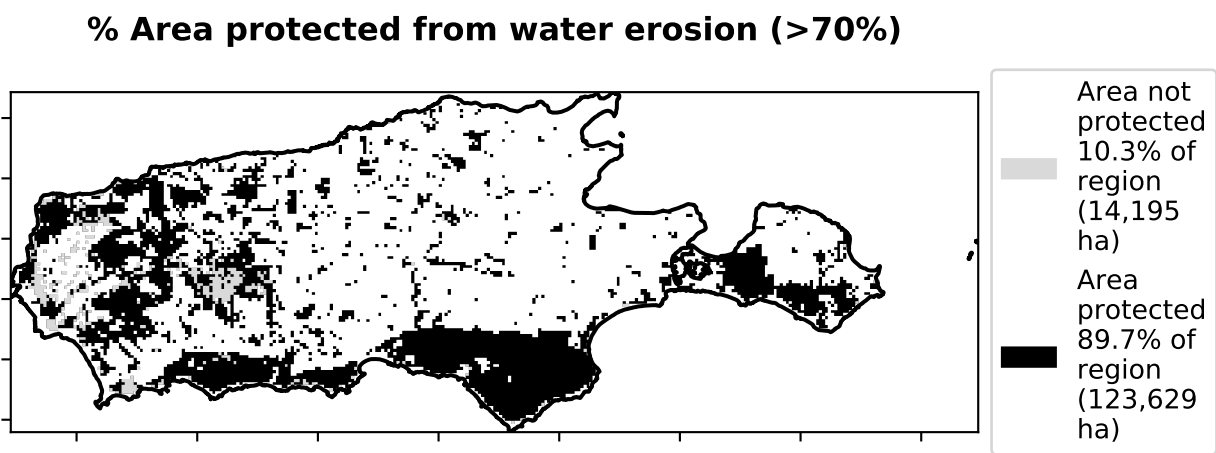 % Area protected from water erosion (>70%)
Area not
protected
10.3% of
region
(14,195
ha)
Area
protected
89.7% of
region
(123,629
ha)